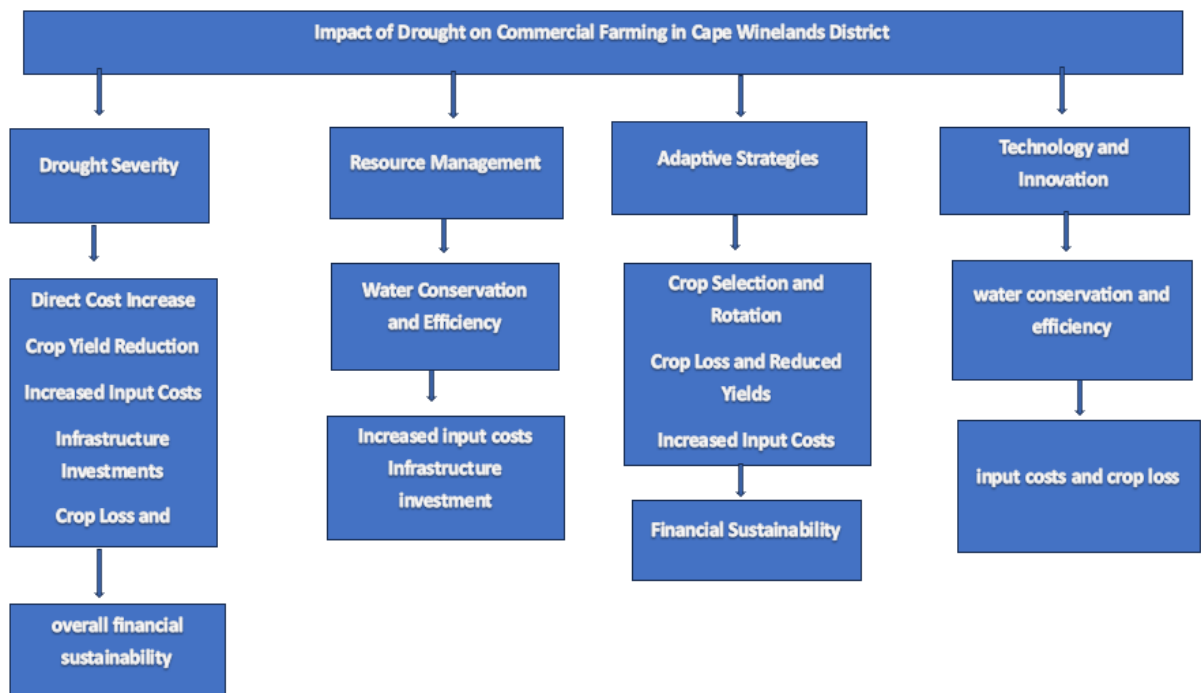 Impact of Drought on Commercial Farming in Cape Winelands District
Drought Severity
Resource Management
Adaptive Strategies
Technology and
Innovation
Direct Cost Increase
Crop Yield Reduction
Increased Input Costs
Infrastructure
Investments
Crop Loss and
Water Conservation
and Efficiency
Crop Selection and
Rotation
Crop Loss and Reduced
Yields
Increased Input Costs
water conservation and
efficiency
Increased input costs
Infrastructure
investment
input costs and crop loss
Financial Sustainability
overall financial
sustainability